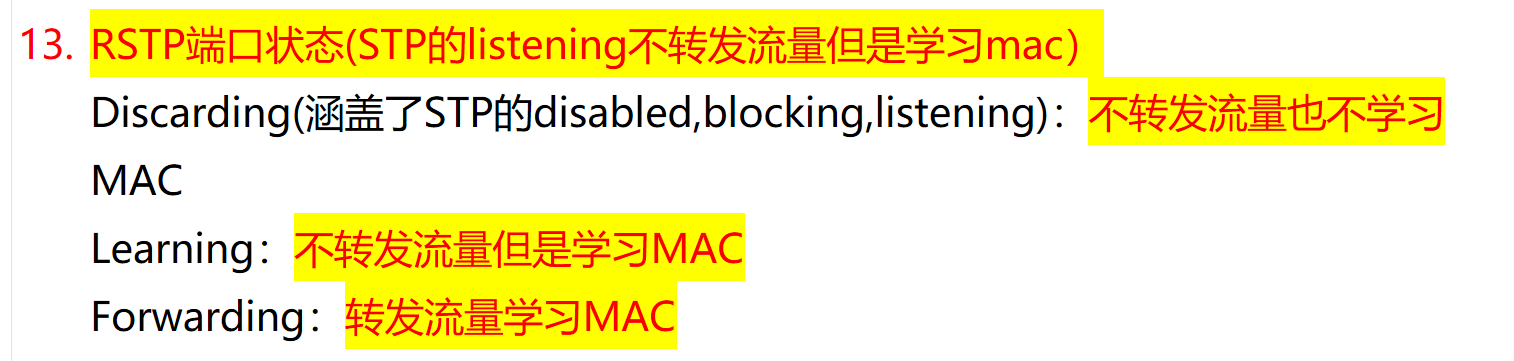 13. RSTP端口状态(STP的listening不转发流量但是学习mac）
Discarding(涵盖了STP的disabled,blocking,listening)：不转发流量也不学习
MAC
Learning：不转发流量但是学习MAC
Forwarding：转发流量学习MAC